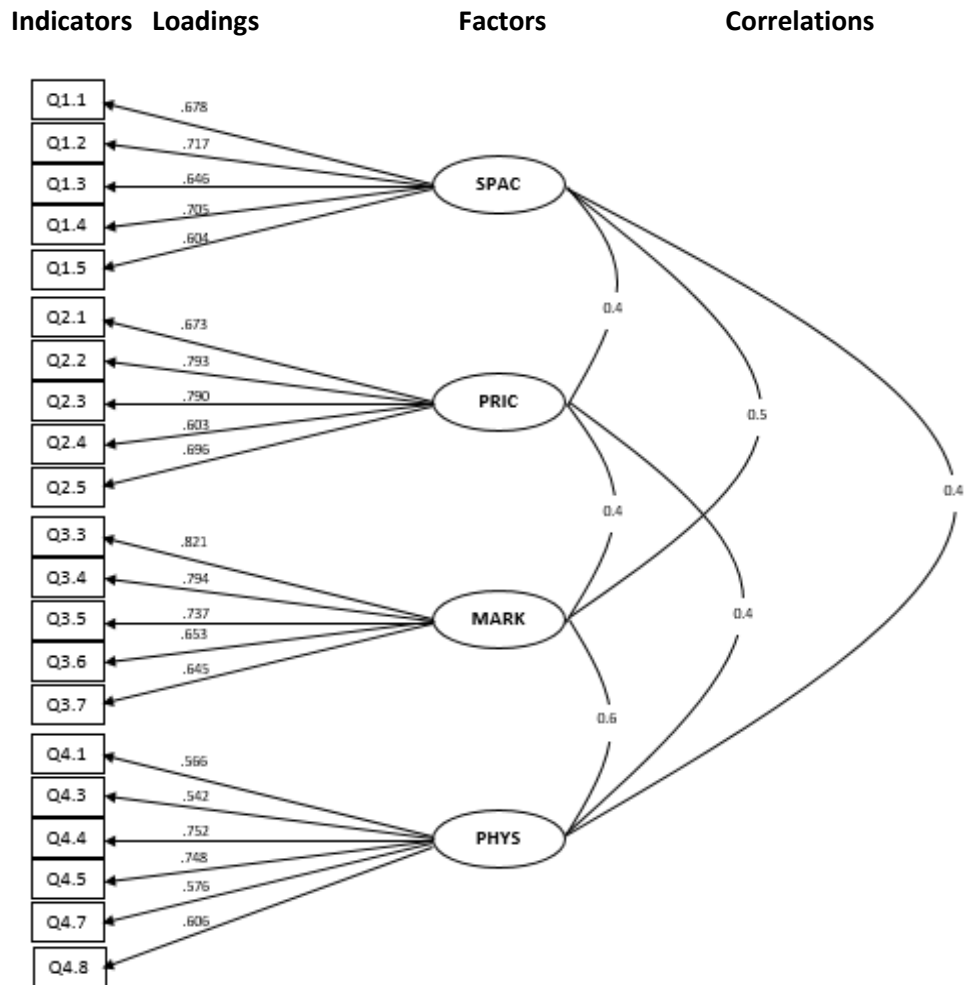 Indicators Loadings Factors Correlations
Q1.1
.678
Q1.2
.717
Q1.3
.646
SPAC
Q1.4
.705
Q1.5
.604
0.4
Q2.1
.673
Q2.2
.793
Q2.3
.790
PRIC
0.5
Q2.4
.603
Q2.5
.696
0.4
0.4
Q3.3
.821
Q3.4
.794
Q3.5
.737
MARK
0.4
Q3.6
.653
Q3.7
.645
0.6
Q4.1
.566
Q4.3
.542
Q4.4
.752
PHYS
Q4.5
.748
Q4.7
.576
Q4.8
.606